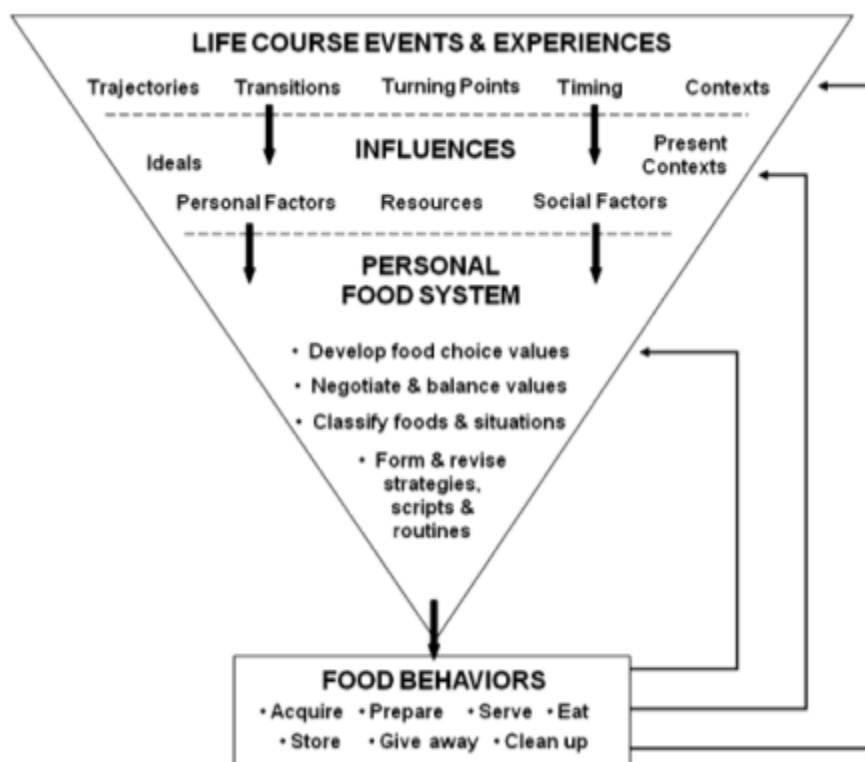 LIFE COURSE EVENTS & EXPERIENCES
Trajectories Transitions Turning Points Timing Contexts
INFLUENCES
Ideals
Present
Contexts
Personal Factors Resources Social Factors
PERSONAL
FOOD SYSTEM
• Develop food choice values
• Negotiate & balance values
• Classify foods & situations
• Form & revise
strategies,
scripts &
routines
FOOD BEHAVIORS
• Acquire • Prepare • Serve • Eat
• Store • Give away • Clean up